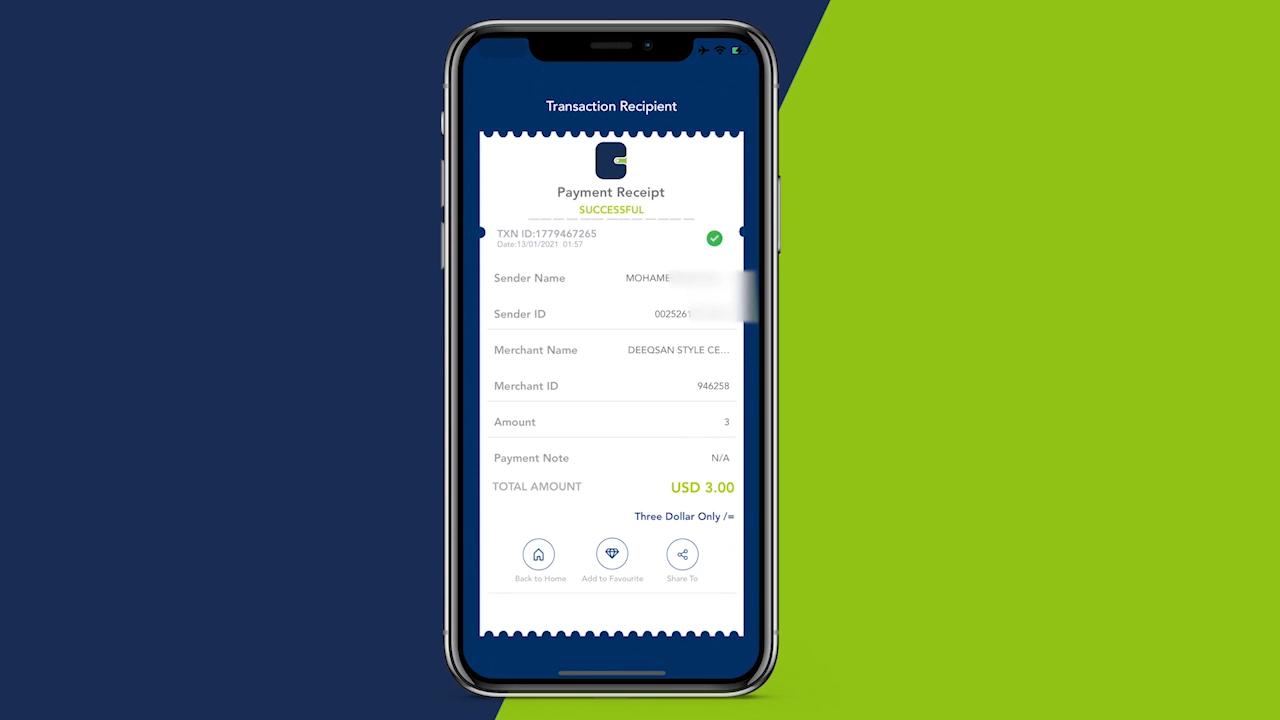 Transaction Recipient
Payment Receipt
SUCCESSFUL
TXN ID:1779467265
Date:13/01/2021 01:57
Sender Name MOHAME
Sender ID 0025261
Merchant Name DEEQSAN STYLE CE...
Merchant ID 946258
Amount 3
Payment Note N/A
TOTAL AMOUNT USD 3.00
Three Dollar Only /=
Back to Home Add to Favourite Share To